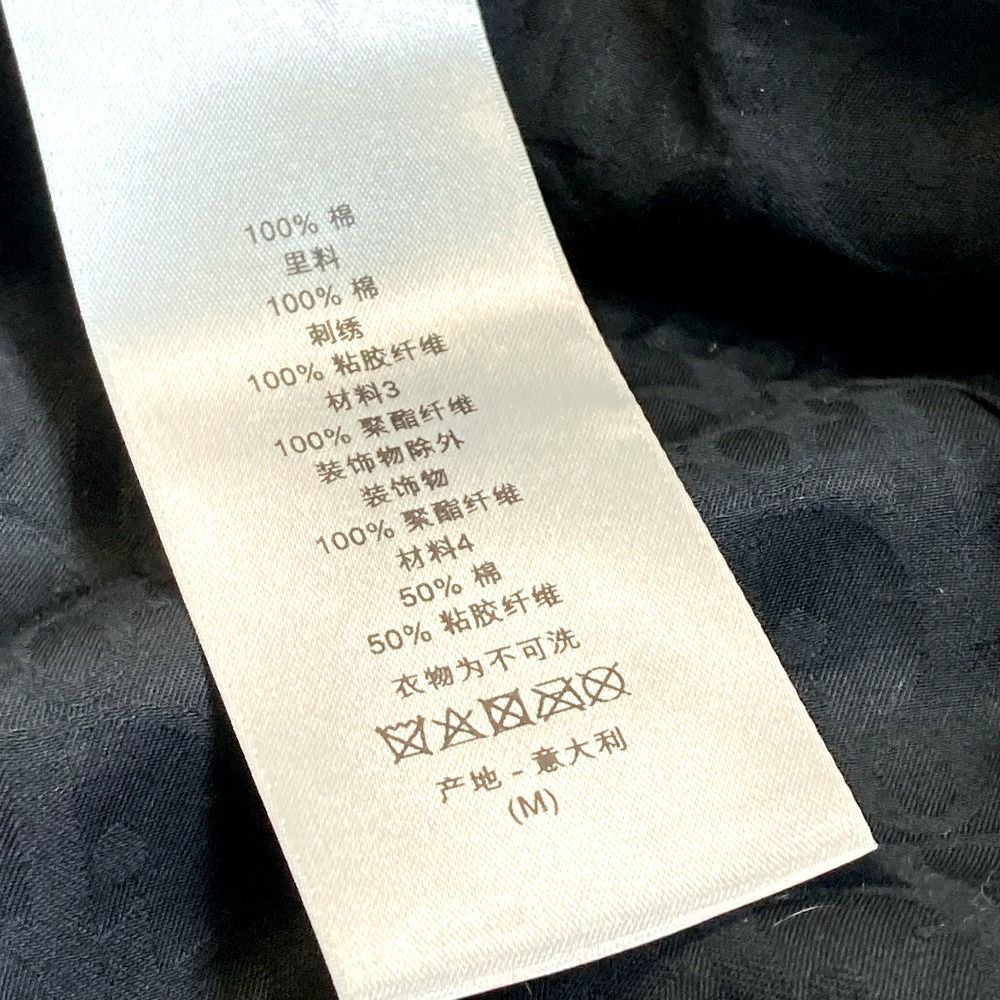 100% 棉
里料
100% 棉
刺绣
100% 粘胶纤维
材料3
100% 聚酯纤维
装饰物除外
装饰物
100% 聚酯纤维
材料4
50% 棉
50% 粘胶纤维
衣物为不可洗
产地 - 意大利
(M)